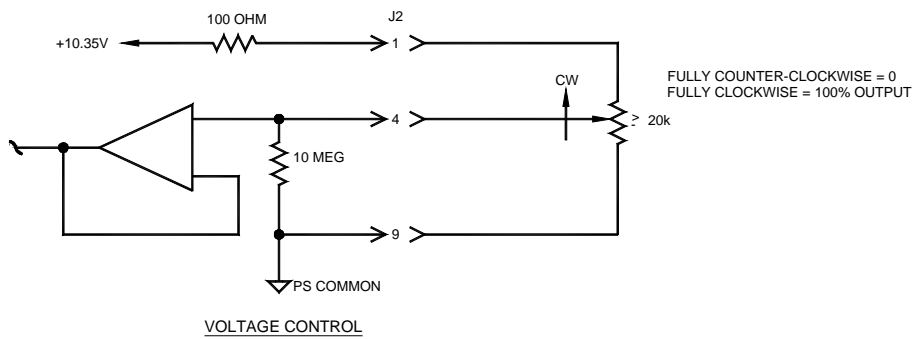 100 OHM
J2
+10.35V
1
CW
FULLY COUNTER-CLOCKWISE = 0
FULLY CLOCKWISE = 100% OUTPUT
4
≥ 20k
10 MEG
9
PS COMMON
VOLTAGE CONTROL